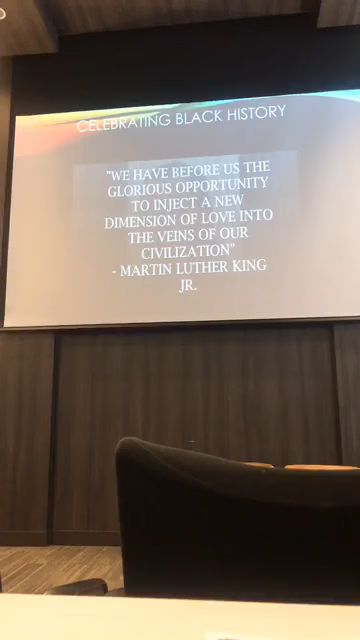 CELEBRATING BLACK HISTORY
"WE HAVE BEFORE US THE
GLORIOUS OPPORTUNITY
TO INJECT A NEW
DIMENSION OF LOVE INTO
THE VEINS OF OUR
CIVILIZATION"
- MARTIN LUTHER KING
JR.